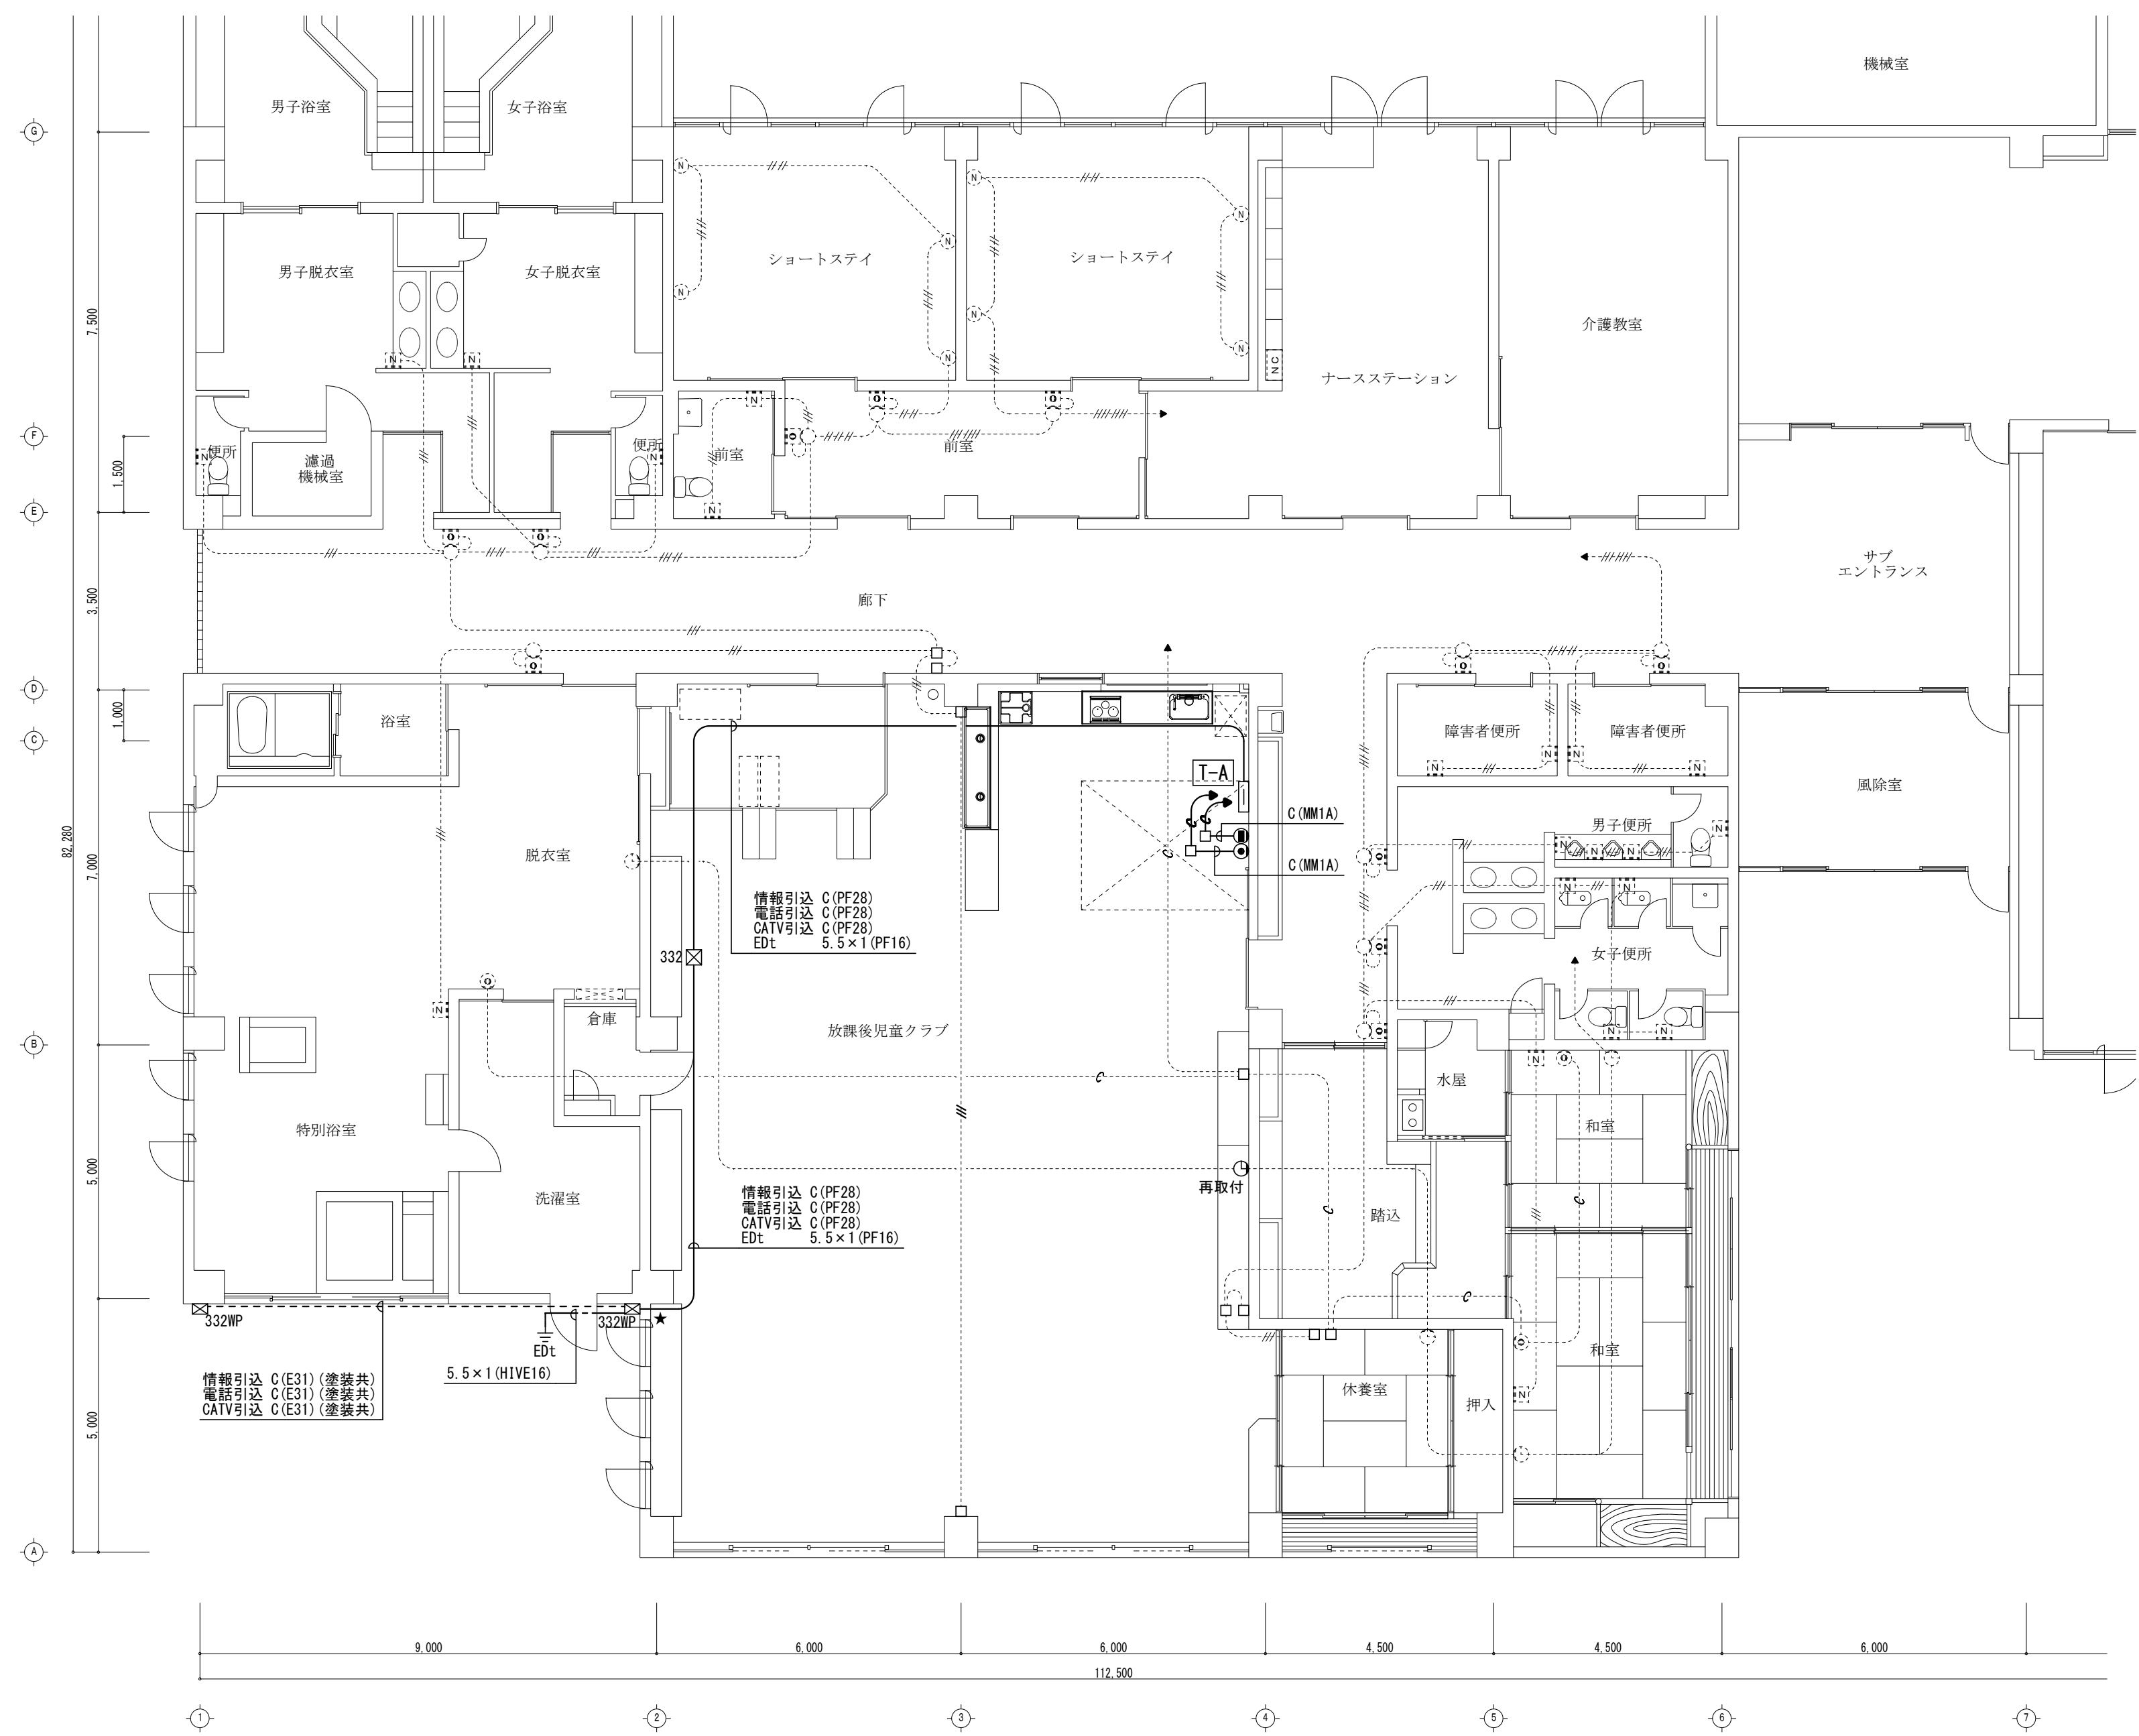 機械室
男子浴室
女子浴室
G
男子脱衣室
女子脱衣室
ショートステイ
ショートステイ
ナースステーション
介護教室
7,500
N
N
N
N
N
N
N
N
N
N
NC
F
1,500
便所
N
濾過
機械室
便所
N
前室
N
N
前室
E
サブ
エントランス
3,500
廊下
D
1,000
C
浴室
障害者便所
障害者便所
N
N
N
N
風除室
T-A
C(MM1A)
C(MM1A)
男子便所
N
N
N
N
82,280
7,000
脱衣室
情報引込 C(PF28)
電話引込 C(PF28)
CATV引込 C(PF28)
EDt 5.5×1(PF16)
332
N
N
女子便所
N
N
N
倉庫
放課後児童クラブ
B
N
水屋
和室
特別浴室
5,000
洗濯室
再取付
踏込
情報引込 C(PF28)
電話引込 C(PF28)
CATV引込 C(PF28)
EDt 5.5×1(PF16)
332WP
332WP
★
EDt
5.5×1(HIVE16)
情報引込 C(E31)(塗装共)
電話引込 C(E31)(塗装共)
CATV引込 C(E31)(塗装共)
5,000
休養室
押入
和室
N
A
9,000
6,000
6,000
4,500
4,500
6,000
112,500
1
2
3
4
5
6
7